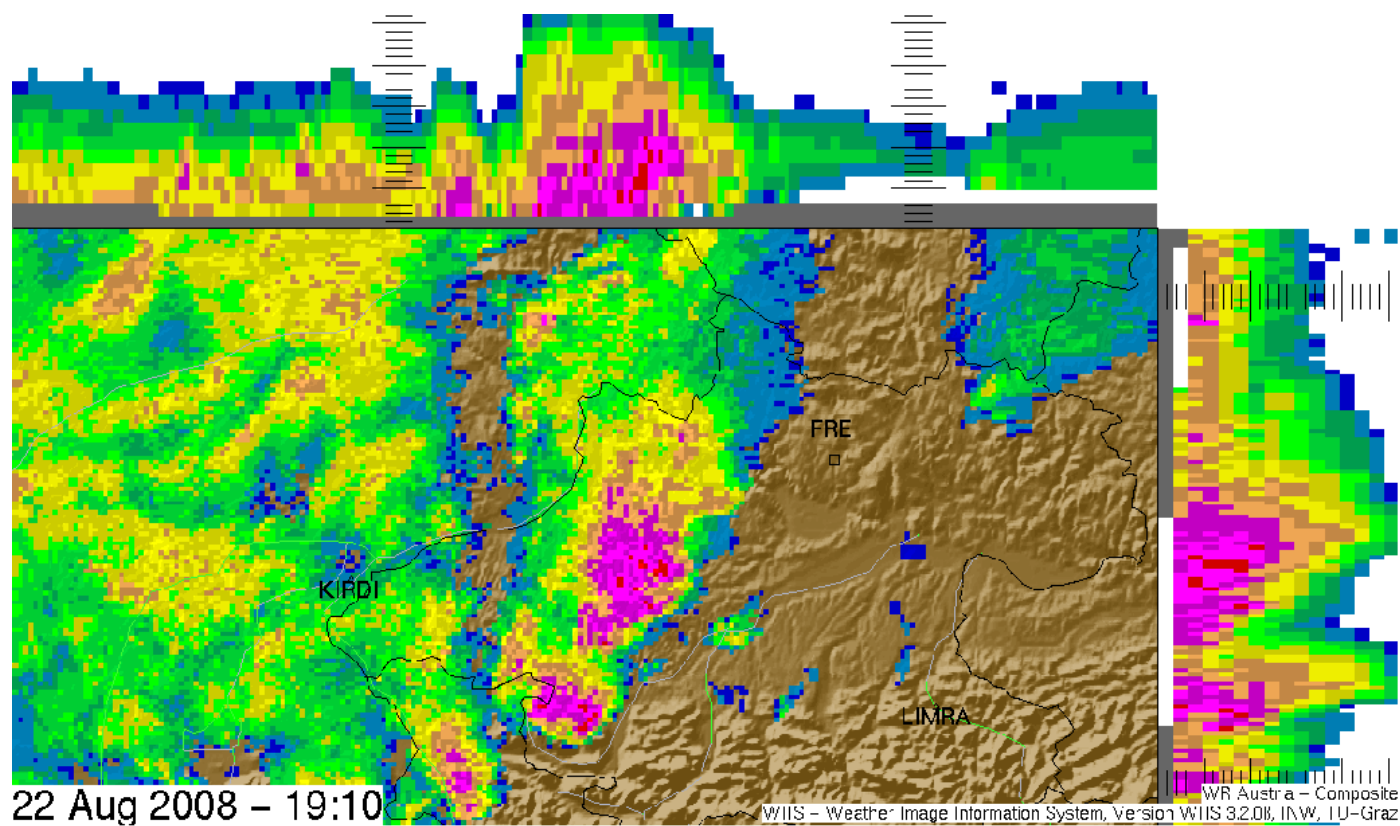 FRE
KIRDI
LIMRA
22 Aug 2008 – 19:10
WR Austria – Composite
WIIS – Weather Image Information System, Version WIIS 3.2.08, INW, TU–Graz